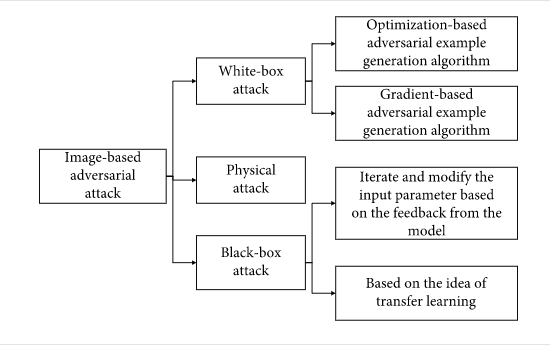 Image-based
adversarial
attack
White-box
attack
Optimization-based
adversarial example
generation algorithm
Gradient-based
adversarial example
generation algorithm
Physical
attack
Black-box
attack
Iterate and modify the
input parameter based
on the feedback from the
model
Based on the idea of
transfer learning